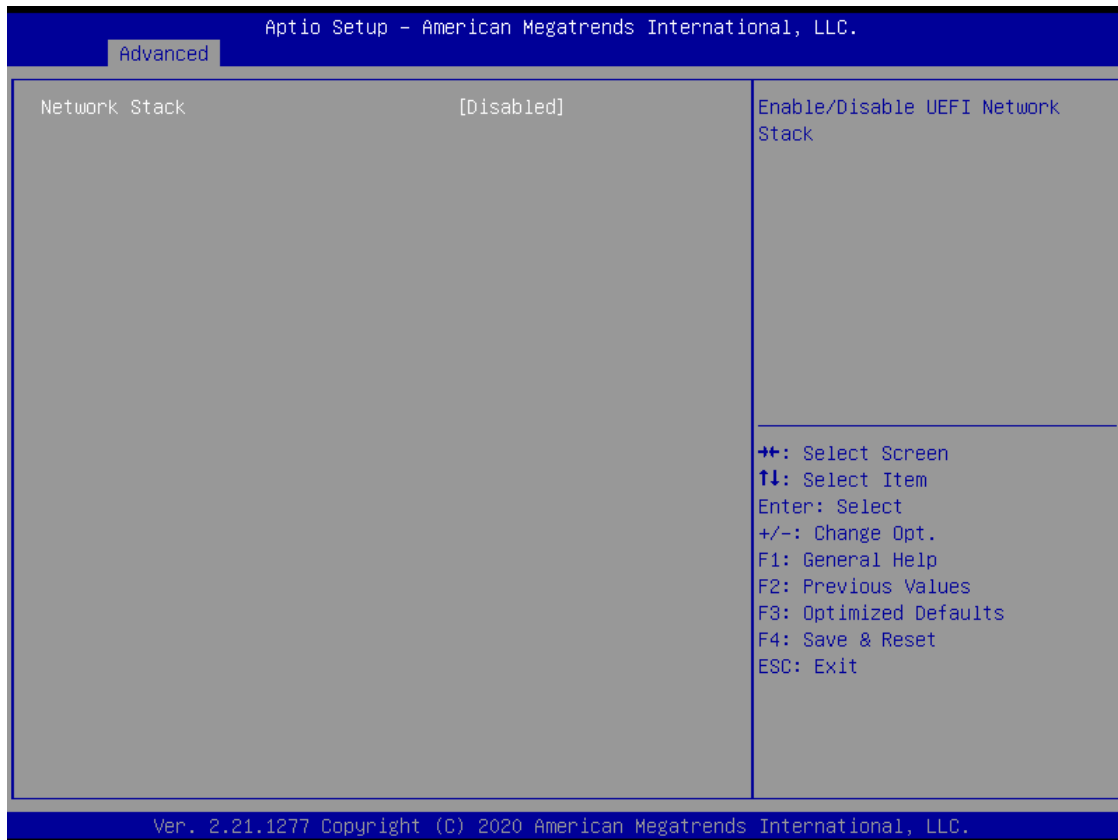 Aptio Setup – American Megatrends International, LLC.
Advanced
Network Stack [Disabled]
Enable/Disable UEFI Network
Stack
→←: Select Screen
↑↓: Select Item
Enter: Select
+/-: Change Opt.
F1: General Help
F2: Previous Values
F3: Optimized Defaults
F4: Save & Reset
ESC: Exit
Ver. 2.21.1277 Copyright (C) 2020 American Megatrends International, LLC.